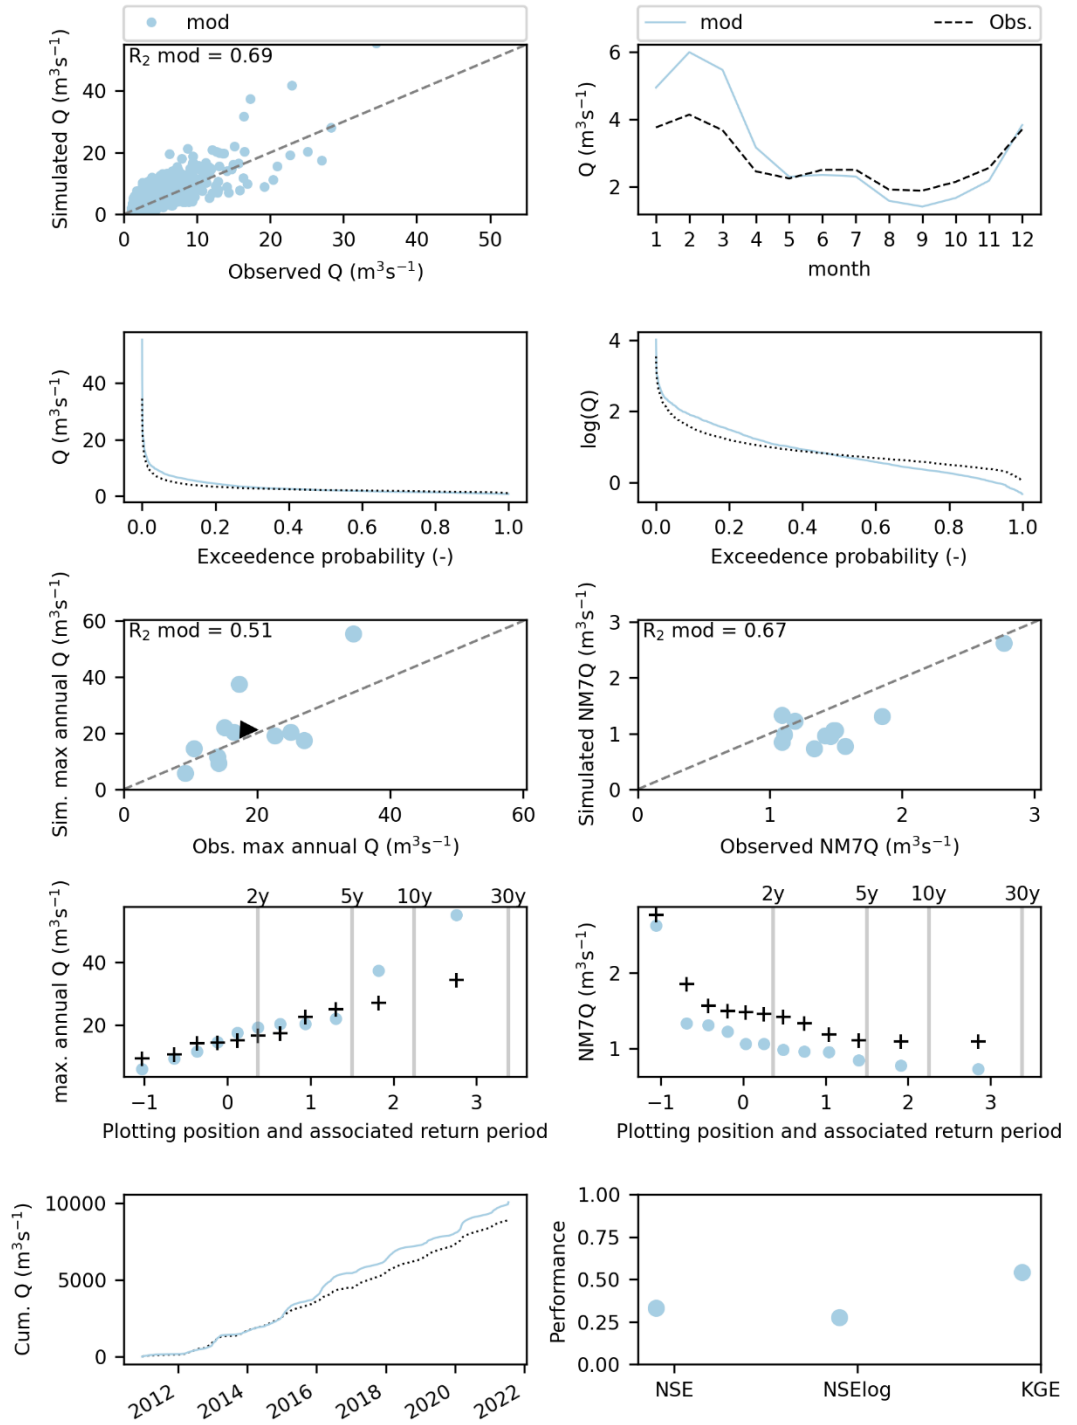 mod
R2 mod = 0.69
Simulated Q (m³s⁻¹)
40
20
0
0 10 20 30 40 50
Observed Q (m³s⁻¹)
mod Obs.
Q (m³s⁻¹)
6
4
2
1 2 3 4 5 6 7 8 9 10 11 12
month
Q (m³s⁻¹)
40
20
0
0.0 0.2 0.4 0.6 0.8 1.0
Exceedence probability (-)
log(Q)
4
2
0
0.0 0.2 0.4 0.6 0.8 1.0
Exceedence probability (-)
Sim. max annual Q (m³s⁻¹)
R2 mod = 0.51
60
40
20
0
0 20 40 60
Obs. max annual Q (m³s⁻¹)
Simulated NM7Q (m³s⁻¹)
R2 mod = 0.67
3
2
1
0
0 1 2 3
Observed NM7Q (m³s⁻¹)
2y 5y 10y 30y
max. annual Q (m³s⁻¹)
40
20
−1 0 1 2 3
Plotting position and associated return period
2y 5y 10y 30y
NM7Q (m³s⁻¹)
2
1
−1 0 1 2 3
Plotting position and associated return period
Cum. Q (m³s⁻¹)
10000
5000
0
2012 2014 2016 2018 2020 2022
Performance
1.00
0.75
0.50
0.25
0.00
NSE NSElog KGE